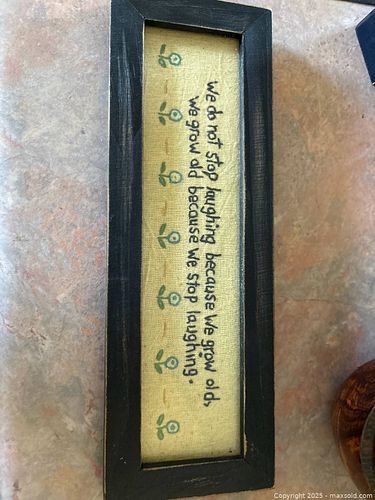 We do not stop laughing because we grow old,
we grow old because we stop laughing.
Copyright 2025 - maxsold.com